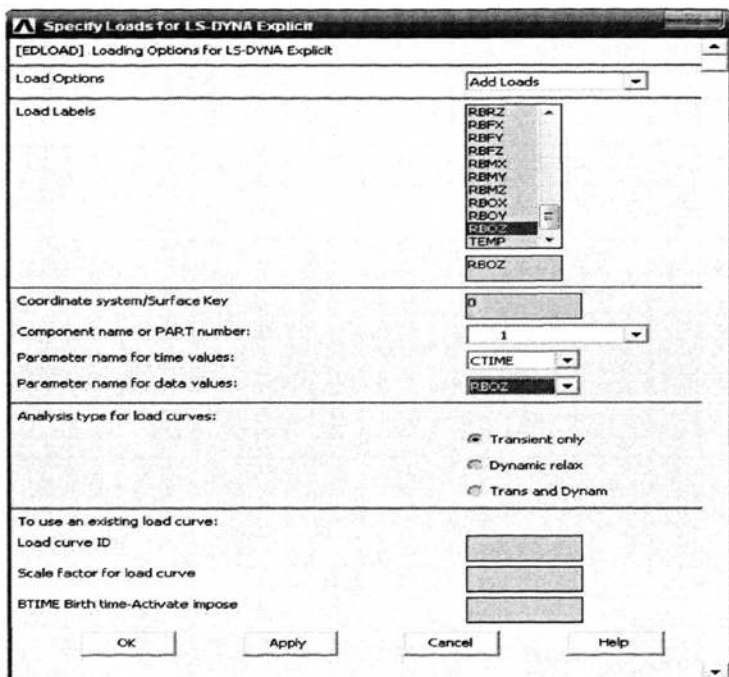 Specify Loads for LS-DYNA Explicit
[EDLOAD] Loading Options for LS-DYNA Explicit
Load Options
Add Loads
Load Labels
RBRZ
RBFX
RBFY
RBFZ
RBMX
RBMY
RBMZ
RBOX
RBOY
RBOZ
TEMP
RBOZ
Coordinate system/Surface Key
0
Component name or PART number:
1
Parameter name for time values:
CTIME
Parameter name for data values:
RBOZ
Analysis type for load curves:
Transient only
Dynamic relax
Trans and Dynam
To use an existing load curve:
Load curve ID
Scale factor for load curve
BTIME Birth time-Activate impose
OK Apply Cancel Help